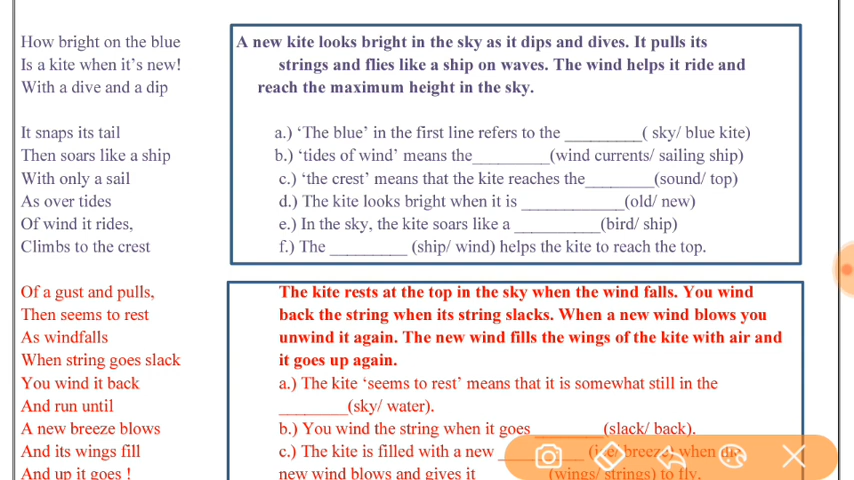 How bright on the blue
Is a kite when it's new!
With a dive and a dip
It snaps its tail
Then soars like a ship
With only a sail
As over tides
Of wind it rides,
Climbs to the crest
A new kite looks bright in the sky as it dips and dives. It pulls its
strings and flies like a ship on waves. The wind helps it ride and
reach the maximum height in the sky.
a.) ‘The blue’ in the first line refers to the _________( sky/ blue kite)
b.) ‘tides of wind’ means the_________(wind currents/ sailing ship)
c.) ‘the crest’ means that the kite reaches the________(sound/ top)
d.) The kite looks bright when it is ____________(old/ new)
e.) In the sky, the kite soars like a __________(bird/ ship)
f.) The _________ (ship/ wind) helps the kite to reach the top.
Of a gust and pulls,
Then seems to rest
As windfalls
When string goes slack
You wind it back
And run until
A new breeze blows
And its wings fill
And up it goes !
The kite rests at the top in the sky when the wind falls. You wind
back the string when its string slacks. When a new wind blows you
unwind it again. The new wind fills the wings of the kite with air and
it goes up again.
a.) The kite ‘seems to rest’ means that it is somewhat still in the
________(sky/ water).
b.) You wind the string when it goes ________(slack/ back).
c.) The kite is filled with a new __________ breeze) when
new wind blows and gives it ________(wings/ strings) to fly.